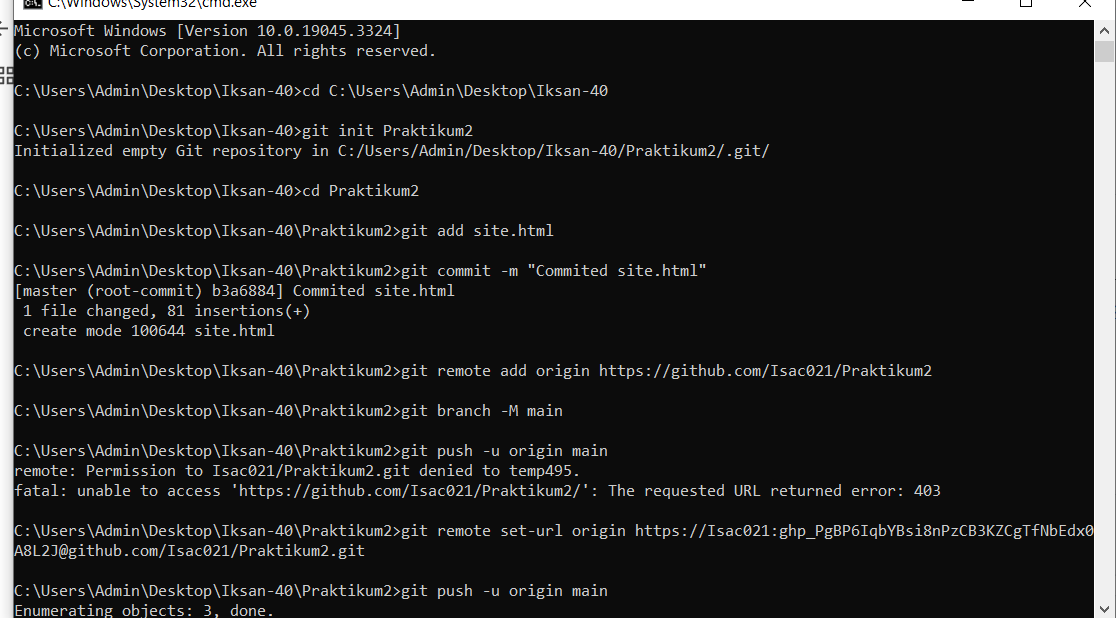 C:\Windows\System32\cmd.exe
Microsoft Windows [Version 10.0.19045.3324]
(c) Microsoft Corporation. All rights reserved.
C:\Users\Admin\Desktop\Iksan-40>cd C:\Users\Admin\Desktop\Iksan-40
C:\Users\Admin\Desktop\Iksan-40>git init Praktikum2
Initialized empty Git repository in C:/Users/Admin/Desktop/Iksan-40/Praktikum2/.git/
C:\Users\Admin\Desktop\Iksan-40>cd Praktikum2
C:\Users\Admin\Desktop\Iksan-40\Praktikum2>git add site.html
C:\Users\Admin\Desktop\Iksan-40\Praktikum2>git commit -m "Commited site.html"
[master (root-commit) b3a6884] Commited site.html
 1 file changed, 81 insertions(+)
 create mode 100644 site.html
C:\Users\Admin\Desktop\Iksan-40\Praktikum2>git remote add origin https://github.com/Isac021/Praktikum2
C:\Users\Admin\Desktop\Iksan-40\Praktikum2>git branch -M main
C:\Users\Admin\Desktop\Iksan-40\Praktikum2>git push -u origin main
remote: Permission to Isac021/Praktikum2.git denied to temp495.
fatal: unable to access 'https://github.com/Isac021/Praktikum2/': The requested URL returned error: 403
C:\Users\Admin\Desktop\Iksan-40\Praktikum2>git remote set-url origin https://Isac021:ghp_PgBP6IqbYBsi8nPzCB3KZCgTfNbEdx0
A8L2J@github.com/Isac021/Praktikum2.git
C:\Users\Admin\Desktop\Iksan-40\Praktikum2>git push -u origin main
Enumerating objects: 3, done.